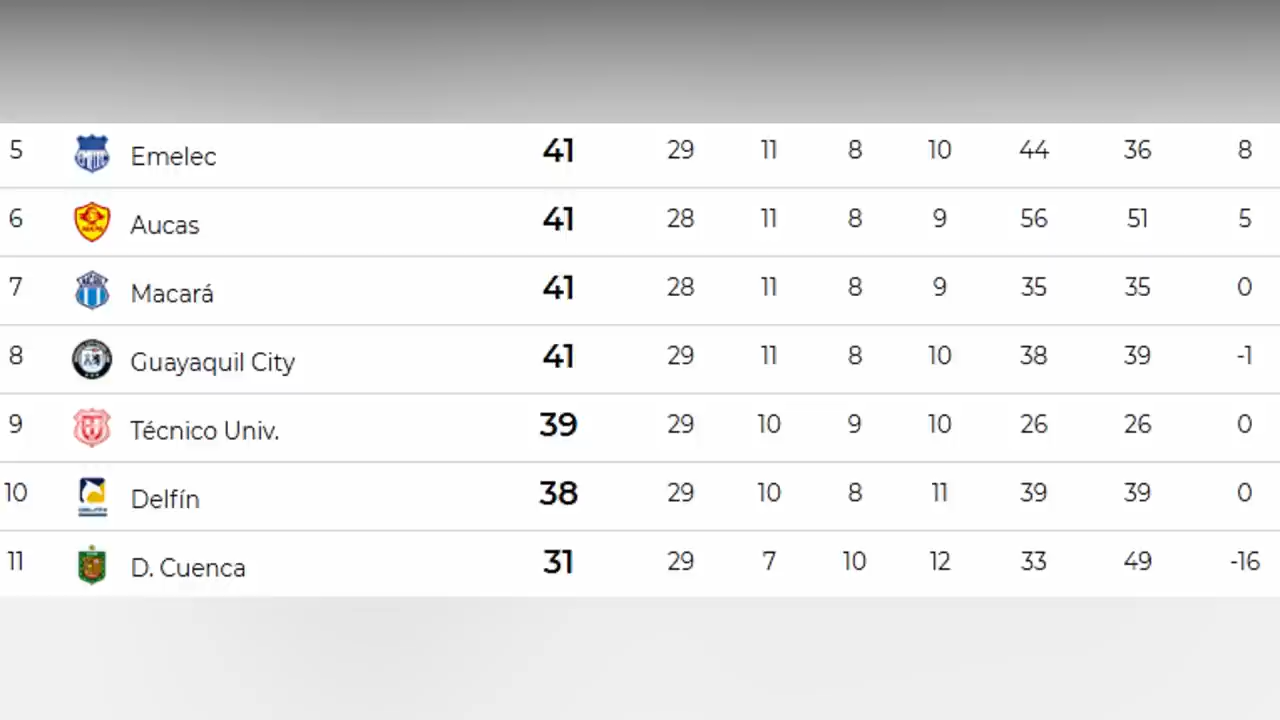 5 Emelec 41 29 11 8 10 44 36 8
6 Aucas 41 28 11 8 9 56 51 5
7 Macará 41 28 11 8 9 35 35 0
8 Guayaquil City 41 29 11 8 10 38 39 -1
9 Técnico Univ. 39 29 10 9 10 26 26 0
10 Delfín 38 29 10 8 11 39 39 0
11 D. Cuenca 31 29 7 10 12 33 49 -16